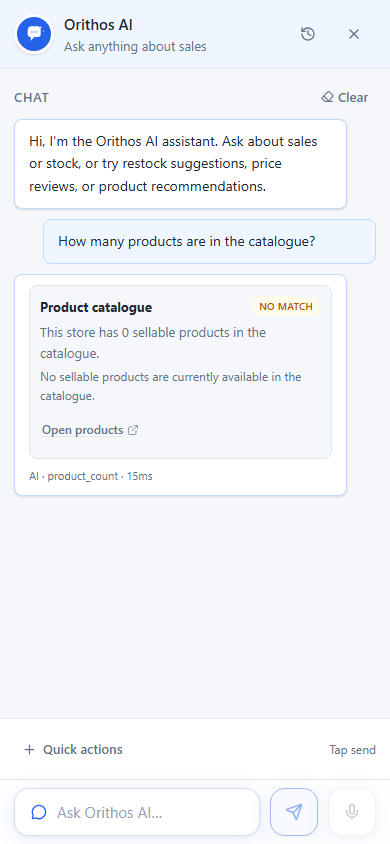 Orithos AI
Ask anything about sales
CHAT
Clear
Hi, I'm the Orithos AI assistant. Ask about sales
or stock, or try restock suggestions, price
reviews, or product recommendations.
How many products are in the catalogue?
Product catalogue
NO MATCH
This store has 0 sellable products in the
catalogue.
No sellable products are currently available in the
catalogue.
Open products
AI · product_count · 15ms
Quick actions
Tap send
Ask Orithos AI...